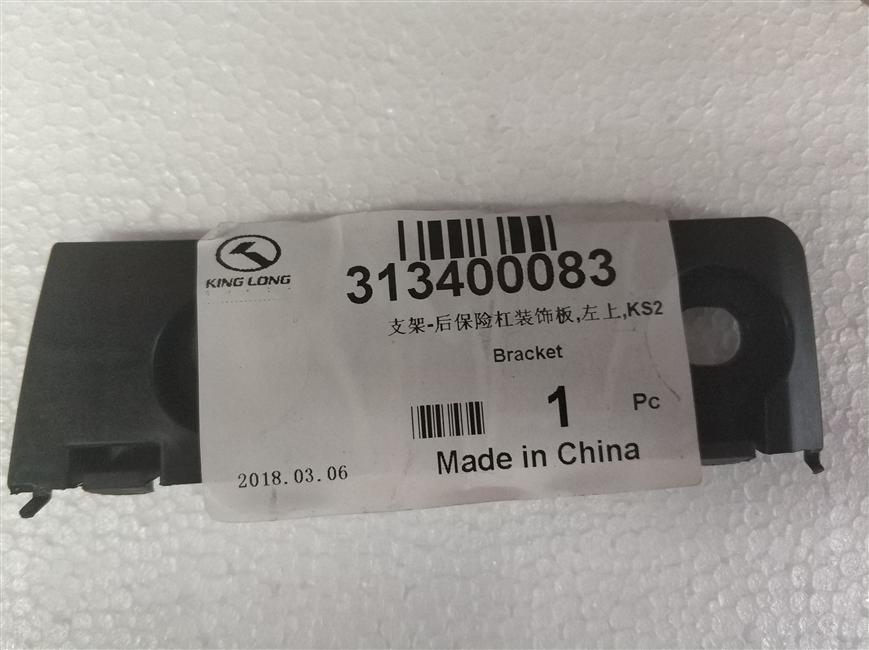 KING LONG
313400083
支架-后保险杠装饰板,左上,KS2
Bracket
1 Pc
Made in China
2018.03.06